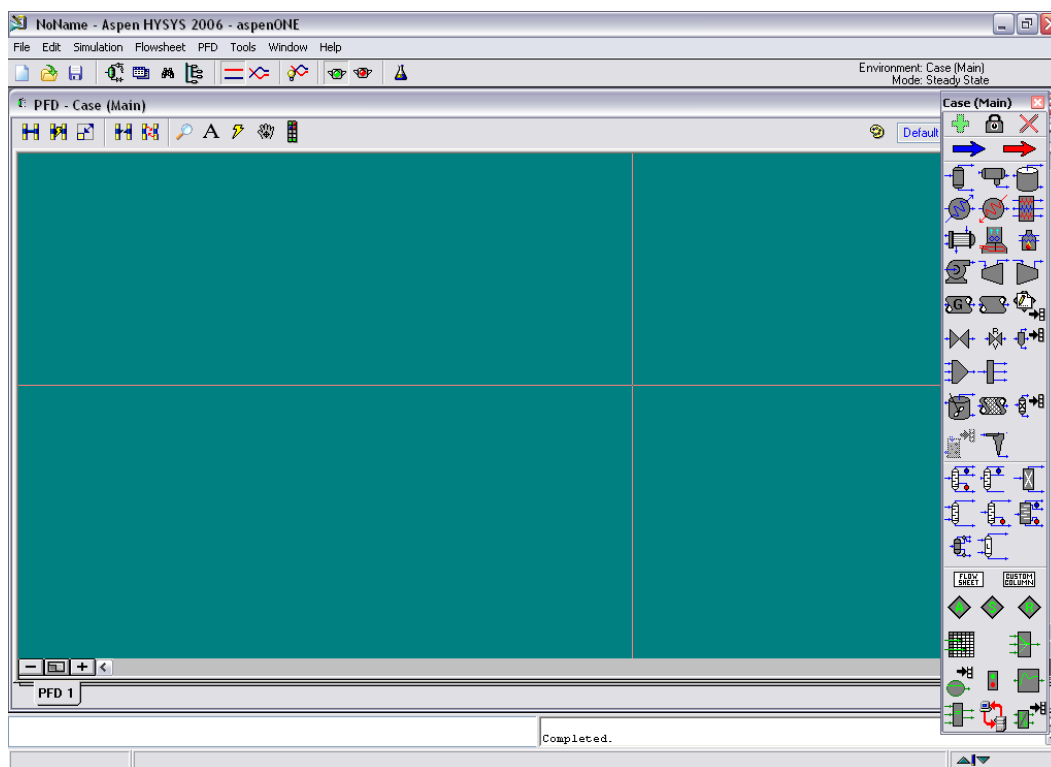 NoName - Aspen HYSYS 2006 - aspenONE
File Edit Simulation Flowsheet PFD Tools Window Help
Environment: Case (Main)
Mode: Steady State
PFD - Case (Main)
Case (Main)
A
Default
G
FLOW
SHEET
CUSTOM
COLUMN
A S R
PFD 1
Completed.